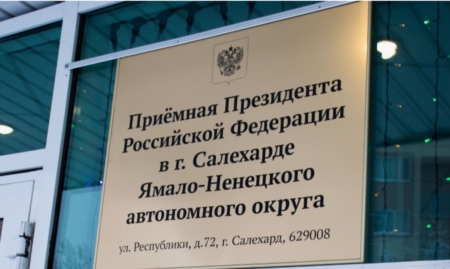 Приёмная Президента
Российской Федерации
в г. Салехарде
Ямало-Ненецкого
автономного округа
ул. Республики, д.72, г. Салехард, 629008